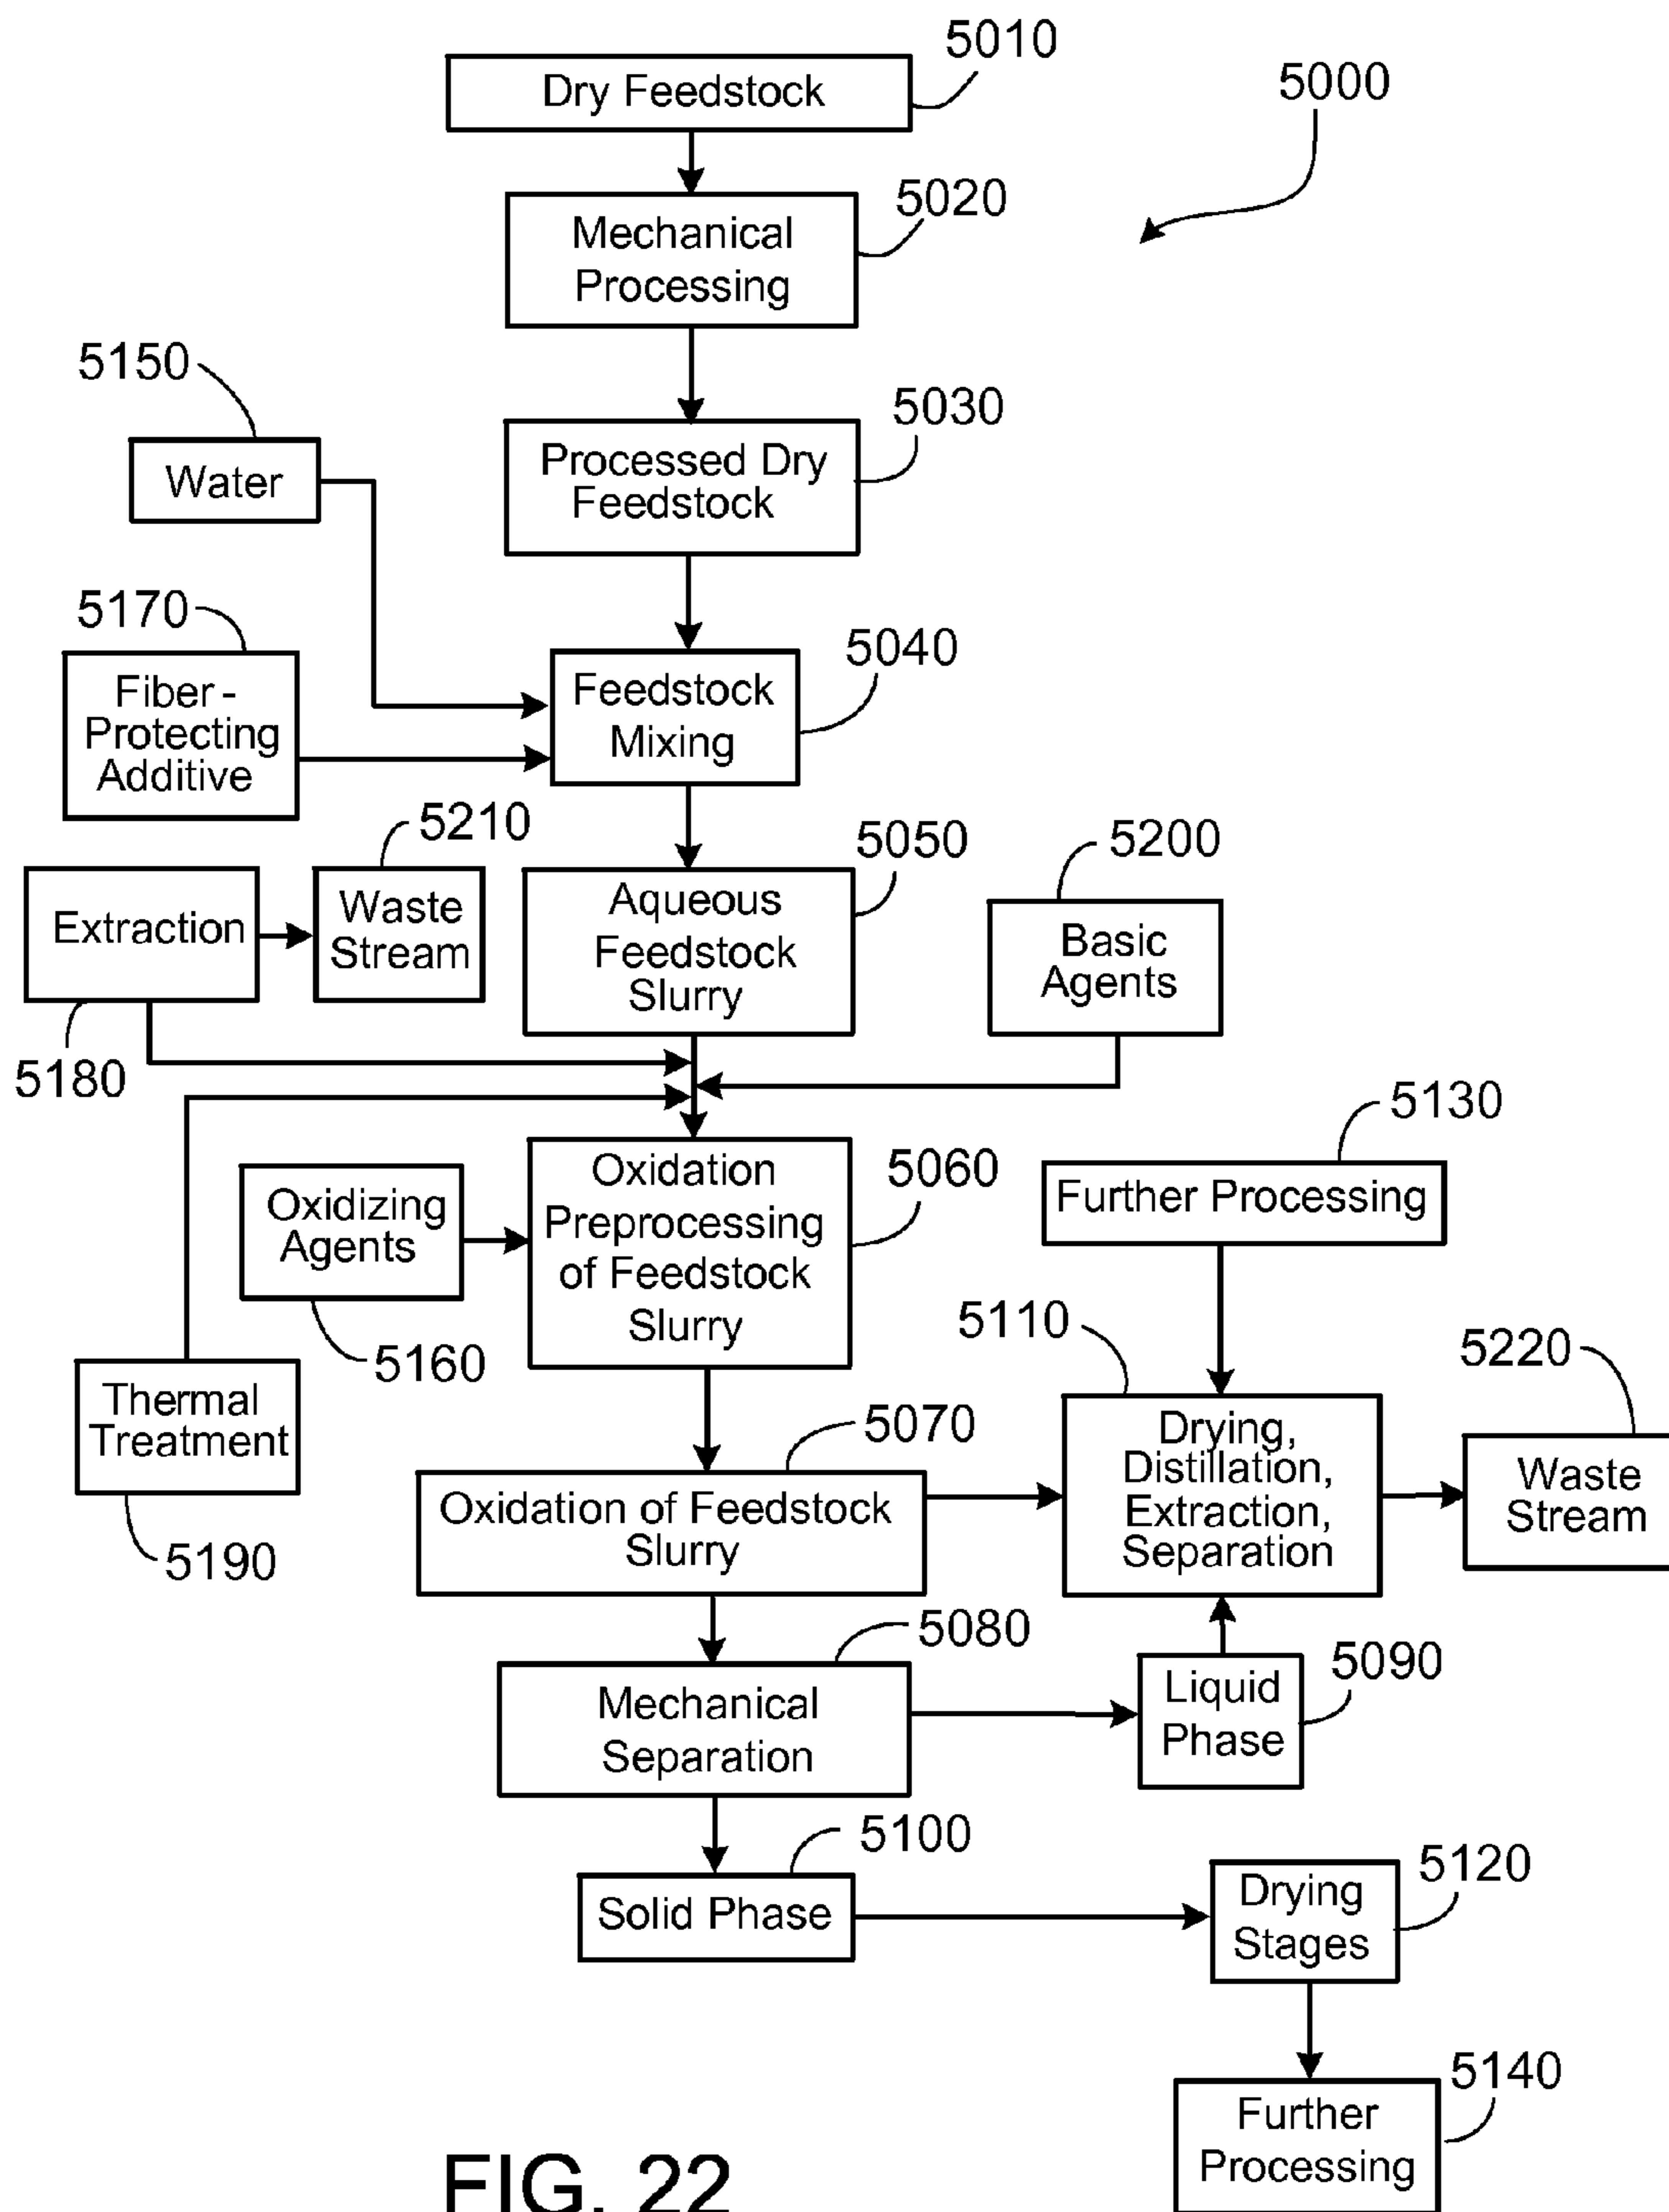 5010
Dry Feedstock
5000
5020
Mechanical
Processing
5150
5030
Water
Processed Dry
Feedstock
5170
5040
Fiber-
Protecting
Additive
Feedstock
Mixing
5210
5050
5200
Extraction
Waste
Stream
Aqueous
Feedstock
Slurry
Basic
Agents
5180
5130
Oxidizing
Agents
Oxidation
Preprocessing
of Feedstock
Slurry
5060
Further Processing
5160
5110
5220
Thermal
Treatment
5070
Drying,
Distillation,
Extraction,
Separation
Waste
Stream
5190
Oxidation of Feedstock
Slurry
5080
5090
Mechanical
Separation
Liquid
Phase
5100
5120
Solid Phase
Drying
Stages
5140
Further
Processing
FIG. 22